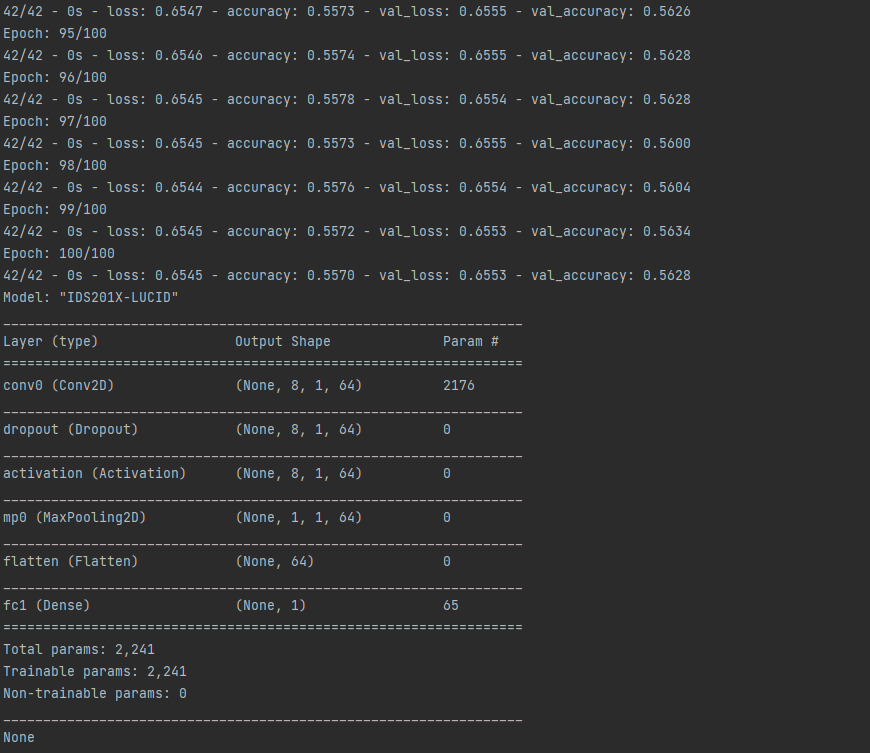 42/42 - 0s - loss: 0.6547 - accuracy: 0.5573 - val_loss: 0.6555 - val_accuracy: 0.5626
Epoch: 95/100
42/42 - 0s - loss: 0.6546 - accuracy: 0.5574 - val_loss: 0.6555 - val_accuracy: 0.5628
Epoch: 96/100
42/42 - 0s - loss: 0.6545 - accuracy: 0.5578 - val_loss: 0.6554 - val_accuracy: 0.5628
Epoch: 97/100
42/42 - 0s - loss: 0.6545 - accuracy: 0.5573 - val_loss: 0.6555 - val_accuracy: 0.5600
Epoch: 98/100
42/42 - 0s - loss: 0.6544 - accuracy: 0.5576 - val_loss: 0.6554 - val_accuracy: 0.5604
Epoch: 99/100
42/42 - 0s - loss: 0.6545 - accuracy: 0.5572 - val_loss: 0.6553 - val_accuracy: 0.5634
Epoch: 100/100
42/42 - 0s - loss: 0.6545 - accuracy: 0.5570 - val_loss: 0.6553 - val_accuracy: 0.5628
Model: "IDS201X-LUCID"
_________________________________________________________________
Layer (type)                 Output Shape              Param #
=================================================================
conv0 (Conv2D)               (None, 8, 1, 64)          2176
_________________________________________________________________
dropout (Dropout)            (None, 8, 1, 64)          0
_________________________________________________________________
activation (Activation)      (None, 8, 1, 64)          0
_________________________________________________________________
mp0 (MaxPooling2D)           (None, 1, 1, 64)          0
_________________________________________________________________
flatten (Flatten)            (None, 64)                0
_________________________________________________________________
fc1 (Dense)                  (None, 1)                 65
=================================================================
Total params: 2,241
Trainable params: 2,241
Non-trainable params: 0
_________________________________________________________________
None